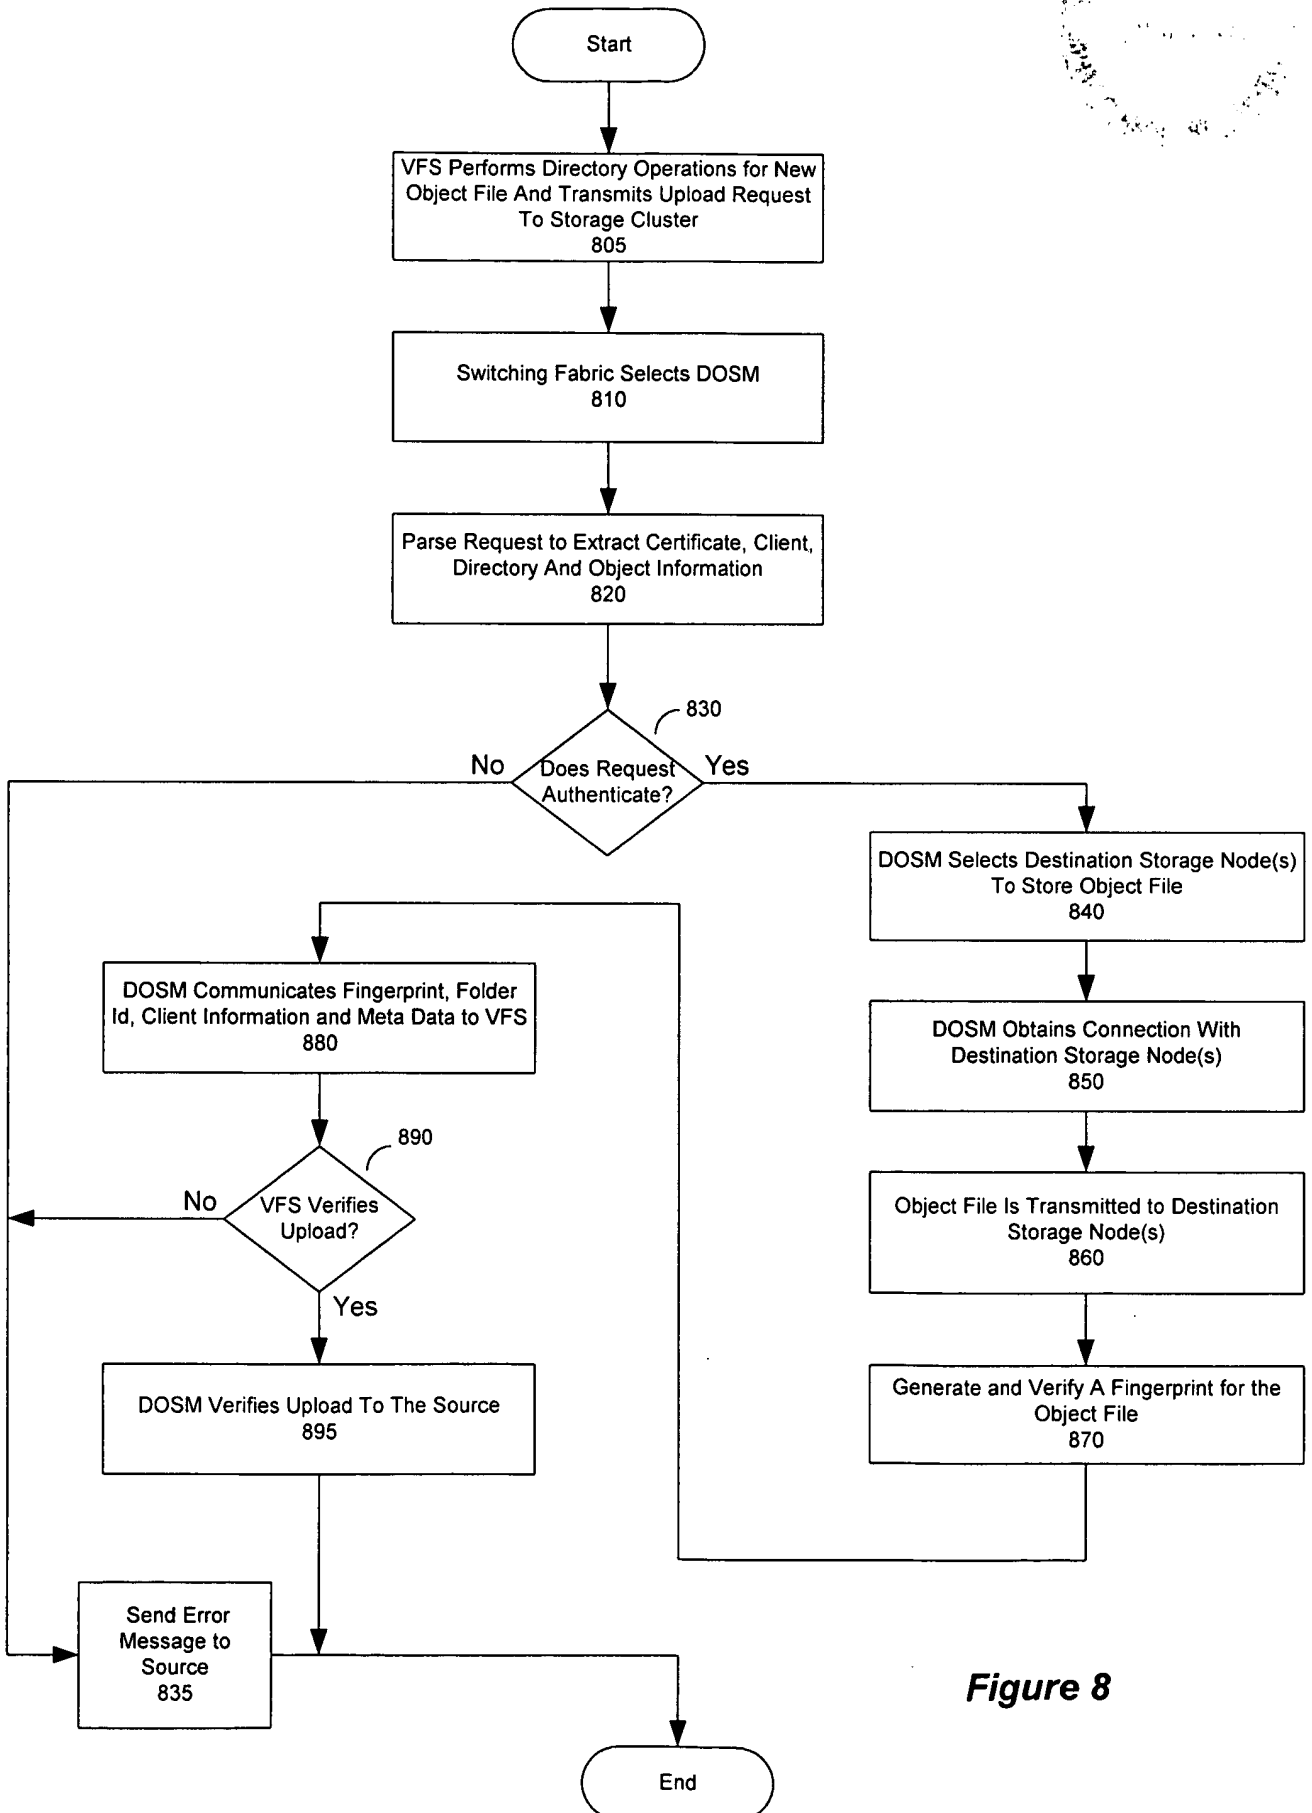 Start
VFS Performs Directory Operations for New
Object File And Transmits Upload Request
To Storage Cluster
805
Switching Fabric Selects DOSM
810
Parse Request to Extract Certificate, Client,
Directory And Object Information
820
830
No
Does Request
Authenticate?
Yes
DOSM Selects Destination Storage Node(s)
To Store Object File
840
DOSM Obtains Connection With
Destination Storage Node(s)
850
Object File Is Transmitted to Destination
Storage Node(s)
860
Generate and Verify A Fingerprint for the
Object File
870
DOSM Communicates Fingerprint, Folder
Id, Client Information and Meta Data to VFS
880
890
No
VFS Verifies
Upload?
Yes
DOSM Verifies Upload To The Source
895
Send Error
Message to
Source
835
End
Figure 8